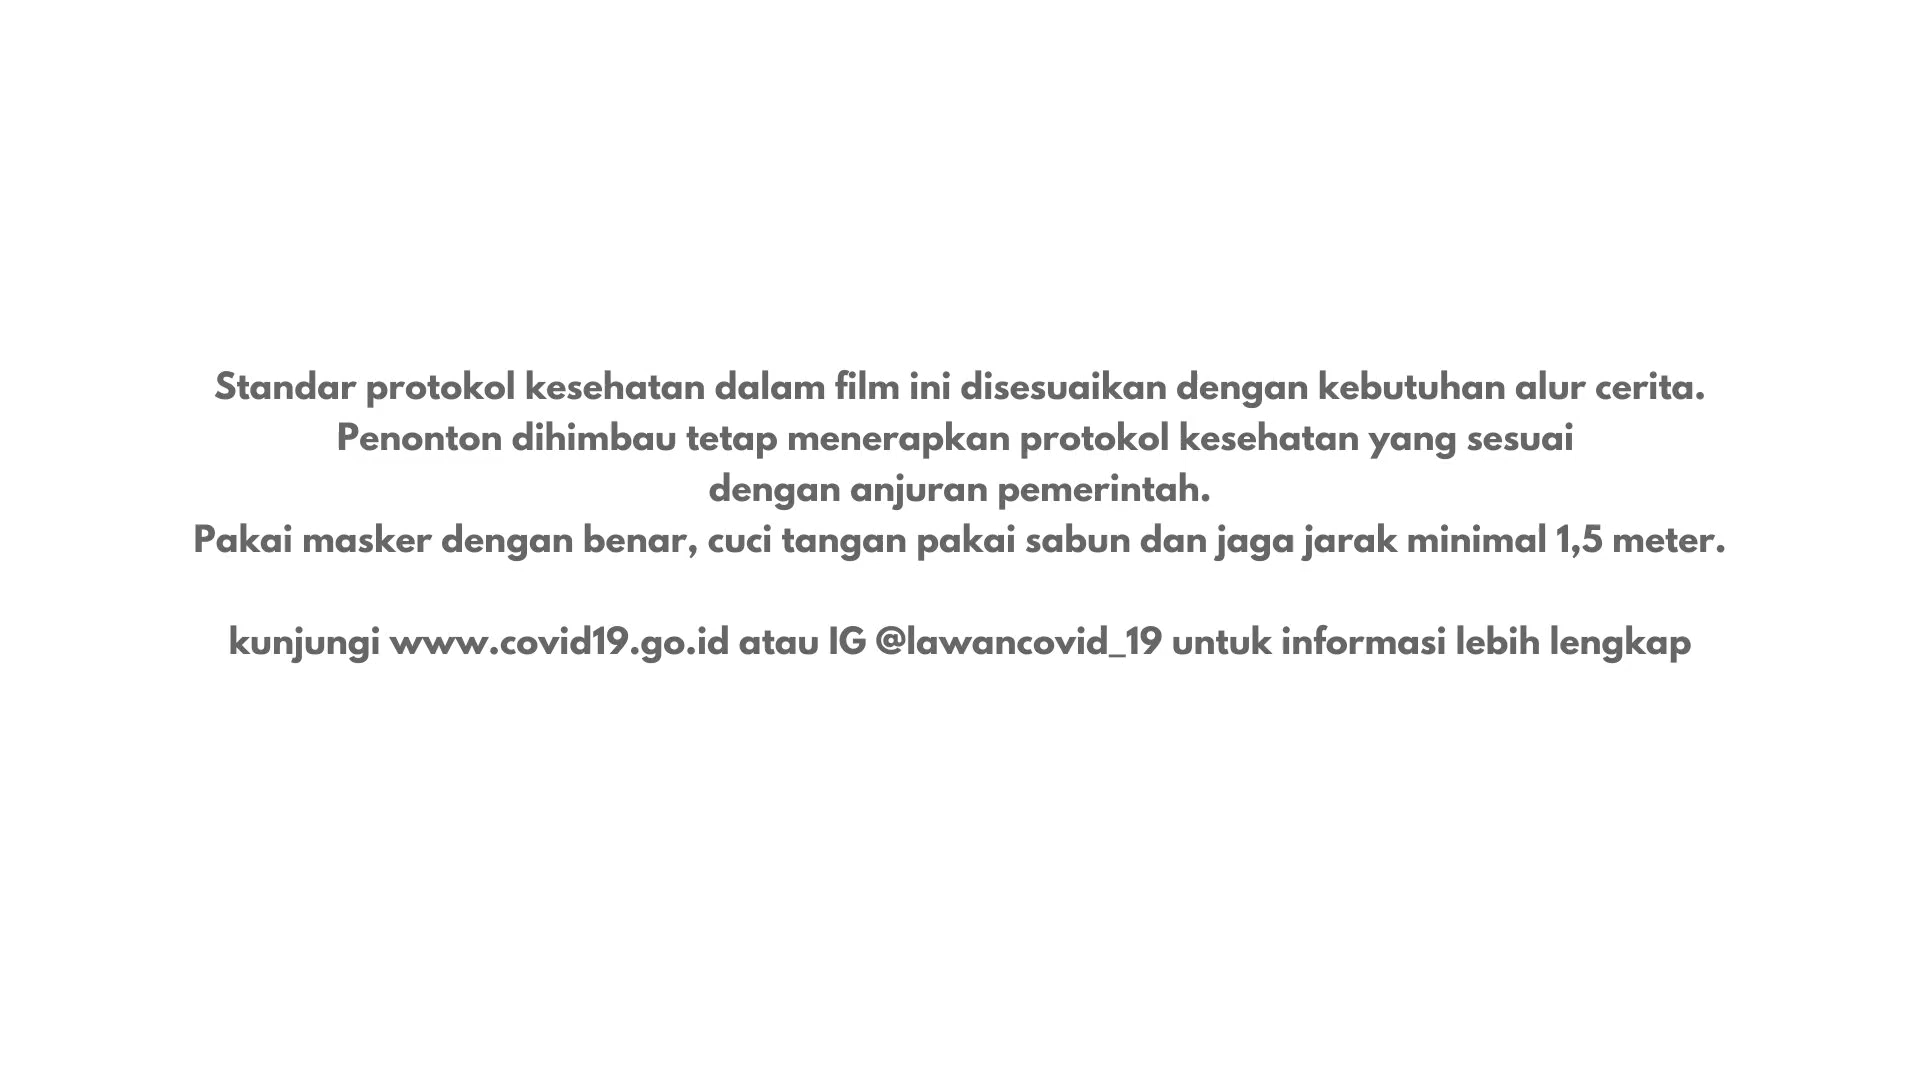 Standar protokol kesehatan dalam film ini disesuaikan dengan kebutuhan alur cerita.
Penonton dihimbau tetap menerapkan protokol kesehatan yang sesuai
dengan anjuran pemerintah.
Pakai masker dengan benar, cuci tangan pakai sabun dan jaga jarak minimal 1,5 meter.
kunjungi www.covid19.go.id atau IG @lawancovid_19 untuk informasi lebih lengkap